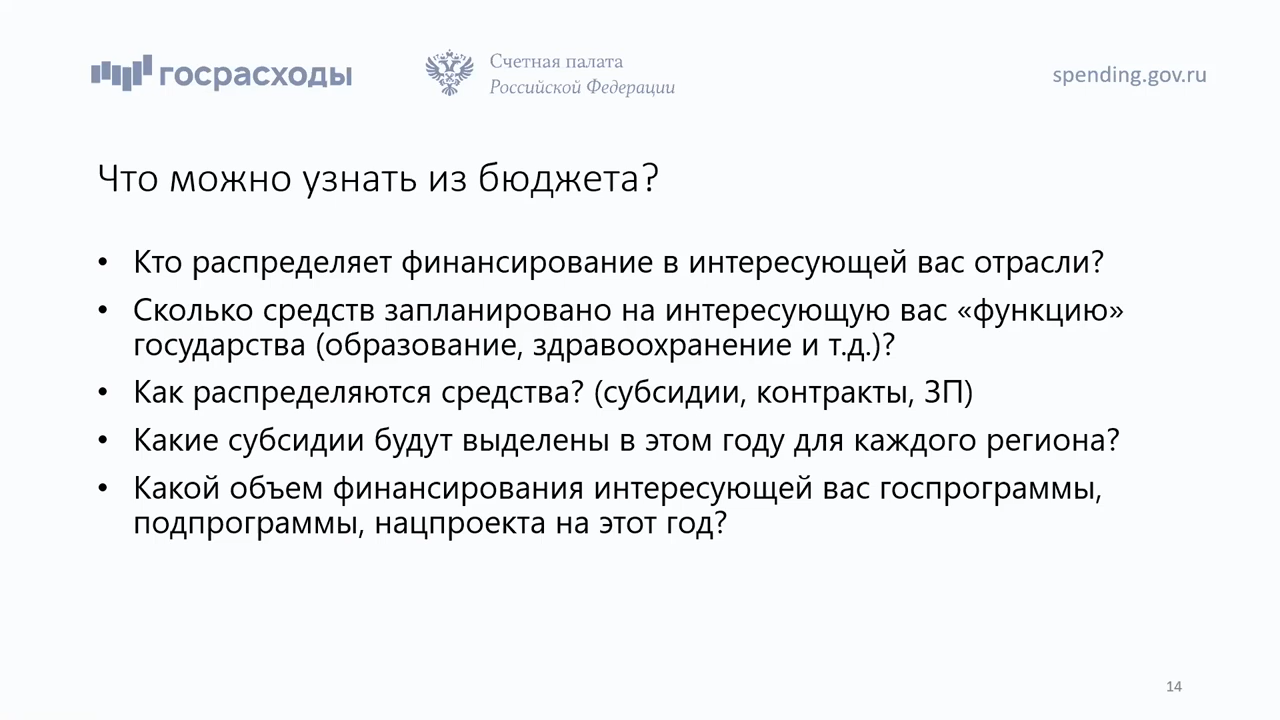 госрасходы
Счетная палата
Российской Федерации
spending.gov.ru
Что можно узнать из бюджета?
• Кто распределяет финансирование в интересующей вас отрасли?
• Сколько средств запланировано на интересующую вас «функцию»
государства (образование, здравоохранение и т.д.)?
• Как распределяются средства? (субсидии, контракты, ЗП)
• Какие субсидии будут выделены в этом году для каждого региона?
• Какой объем финансирования интересующей вас госпрограммы,
подпрограммы, нацпроекта на этот год?
14